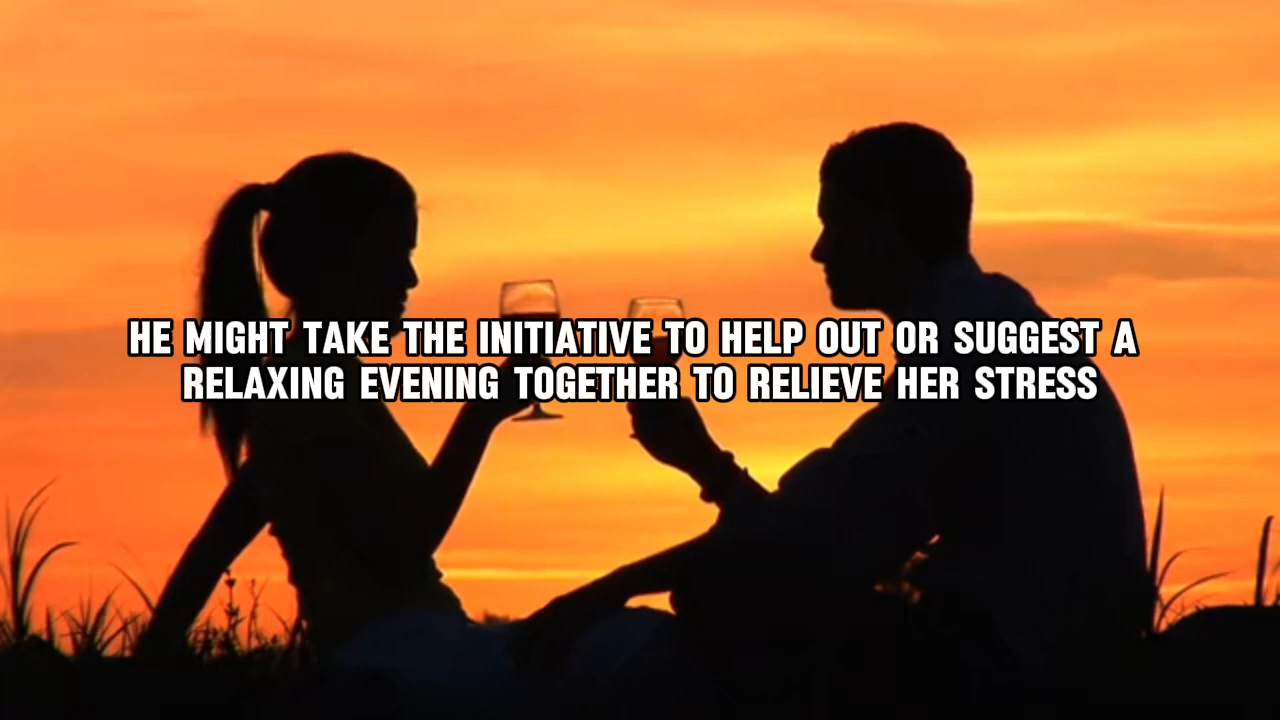 HE MIGHT TAKE THE INITIATIVE TO HELP OUT OR SUGGEST A
RELAXING EVENING TOGETHER TO RELIEVE HER STRESS